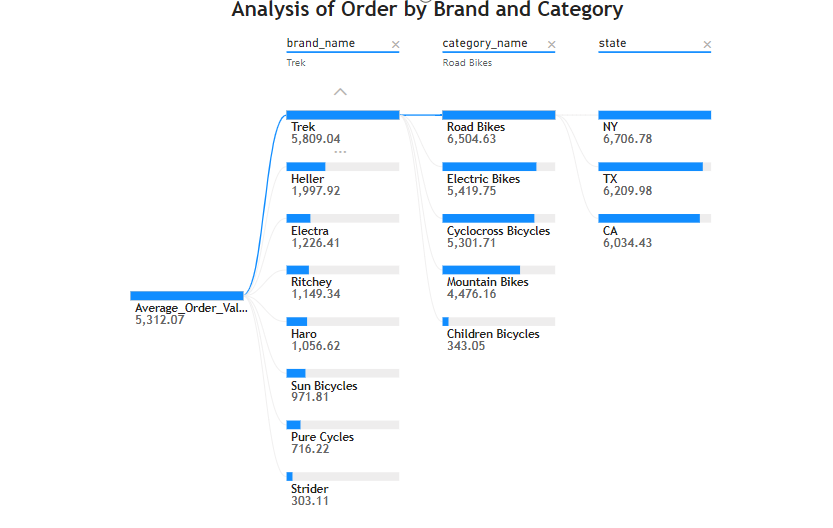 Analysis of Order by Brand and Category
brand_name ×
Trek
category_name ×
Road Bikes
state ×
Trek
5,809.04
...
Heller
1,997.92
Electra
1,226.41
Ritchey
1,149.34
Haro
1,056.62
Sun Bicycles
971.81
Pure Cycles
716.22
Strider
303.11
Average_Order_Val...
5,312.07
Road Bikes
6,504.63
Electric Bikes
5,419.75
Cyclocross Bicycles
5,301.71
Mountain Bikes
4,476.16
Children Bicycles
343.05
NY
6,706.78
TX
6,209.98
CA
6,034.43